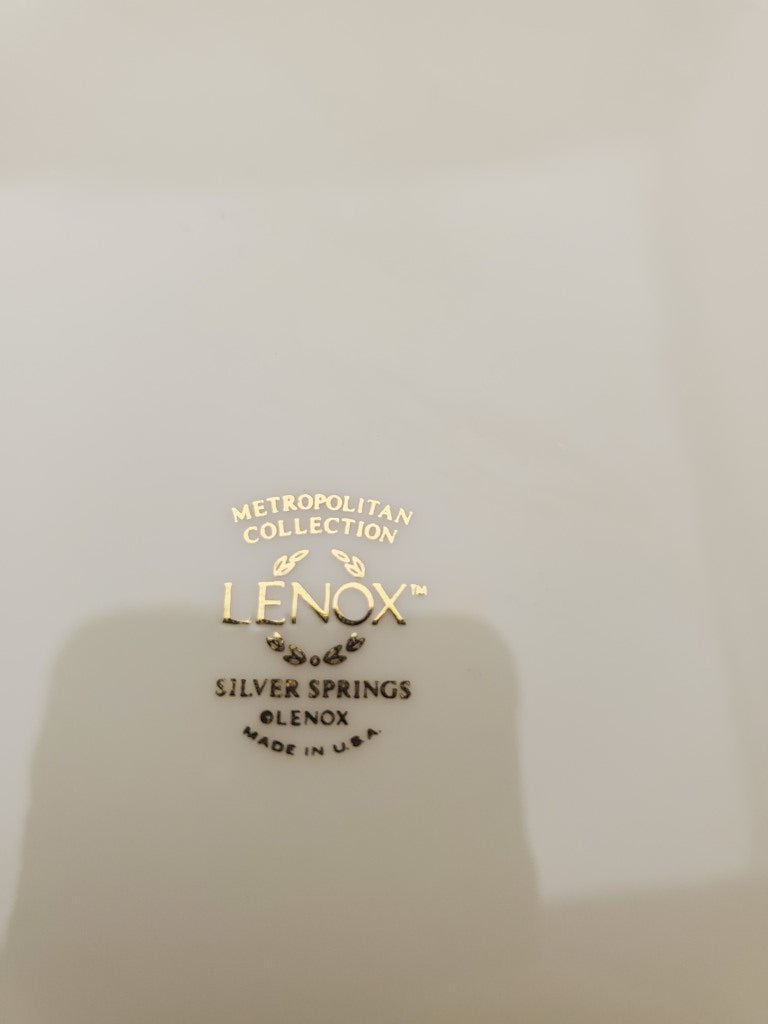 METROPOLITAN
COLLECTION
LENOX™
SILVER SPRINGS
©LENOX
MADE IN U.S.A.